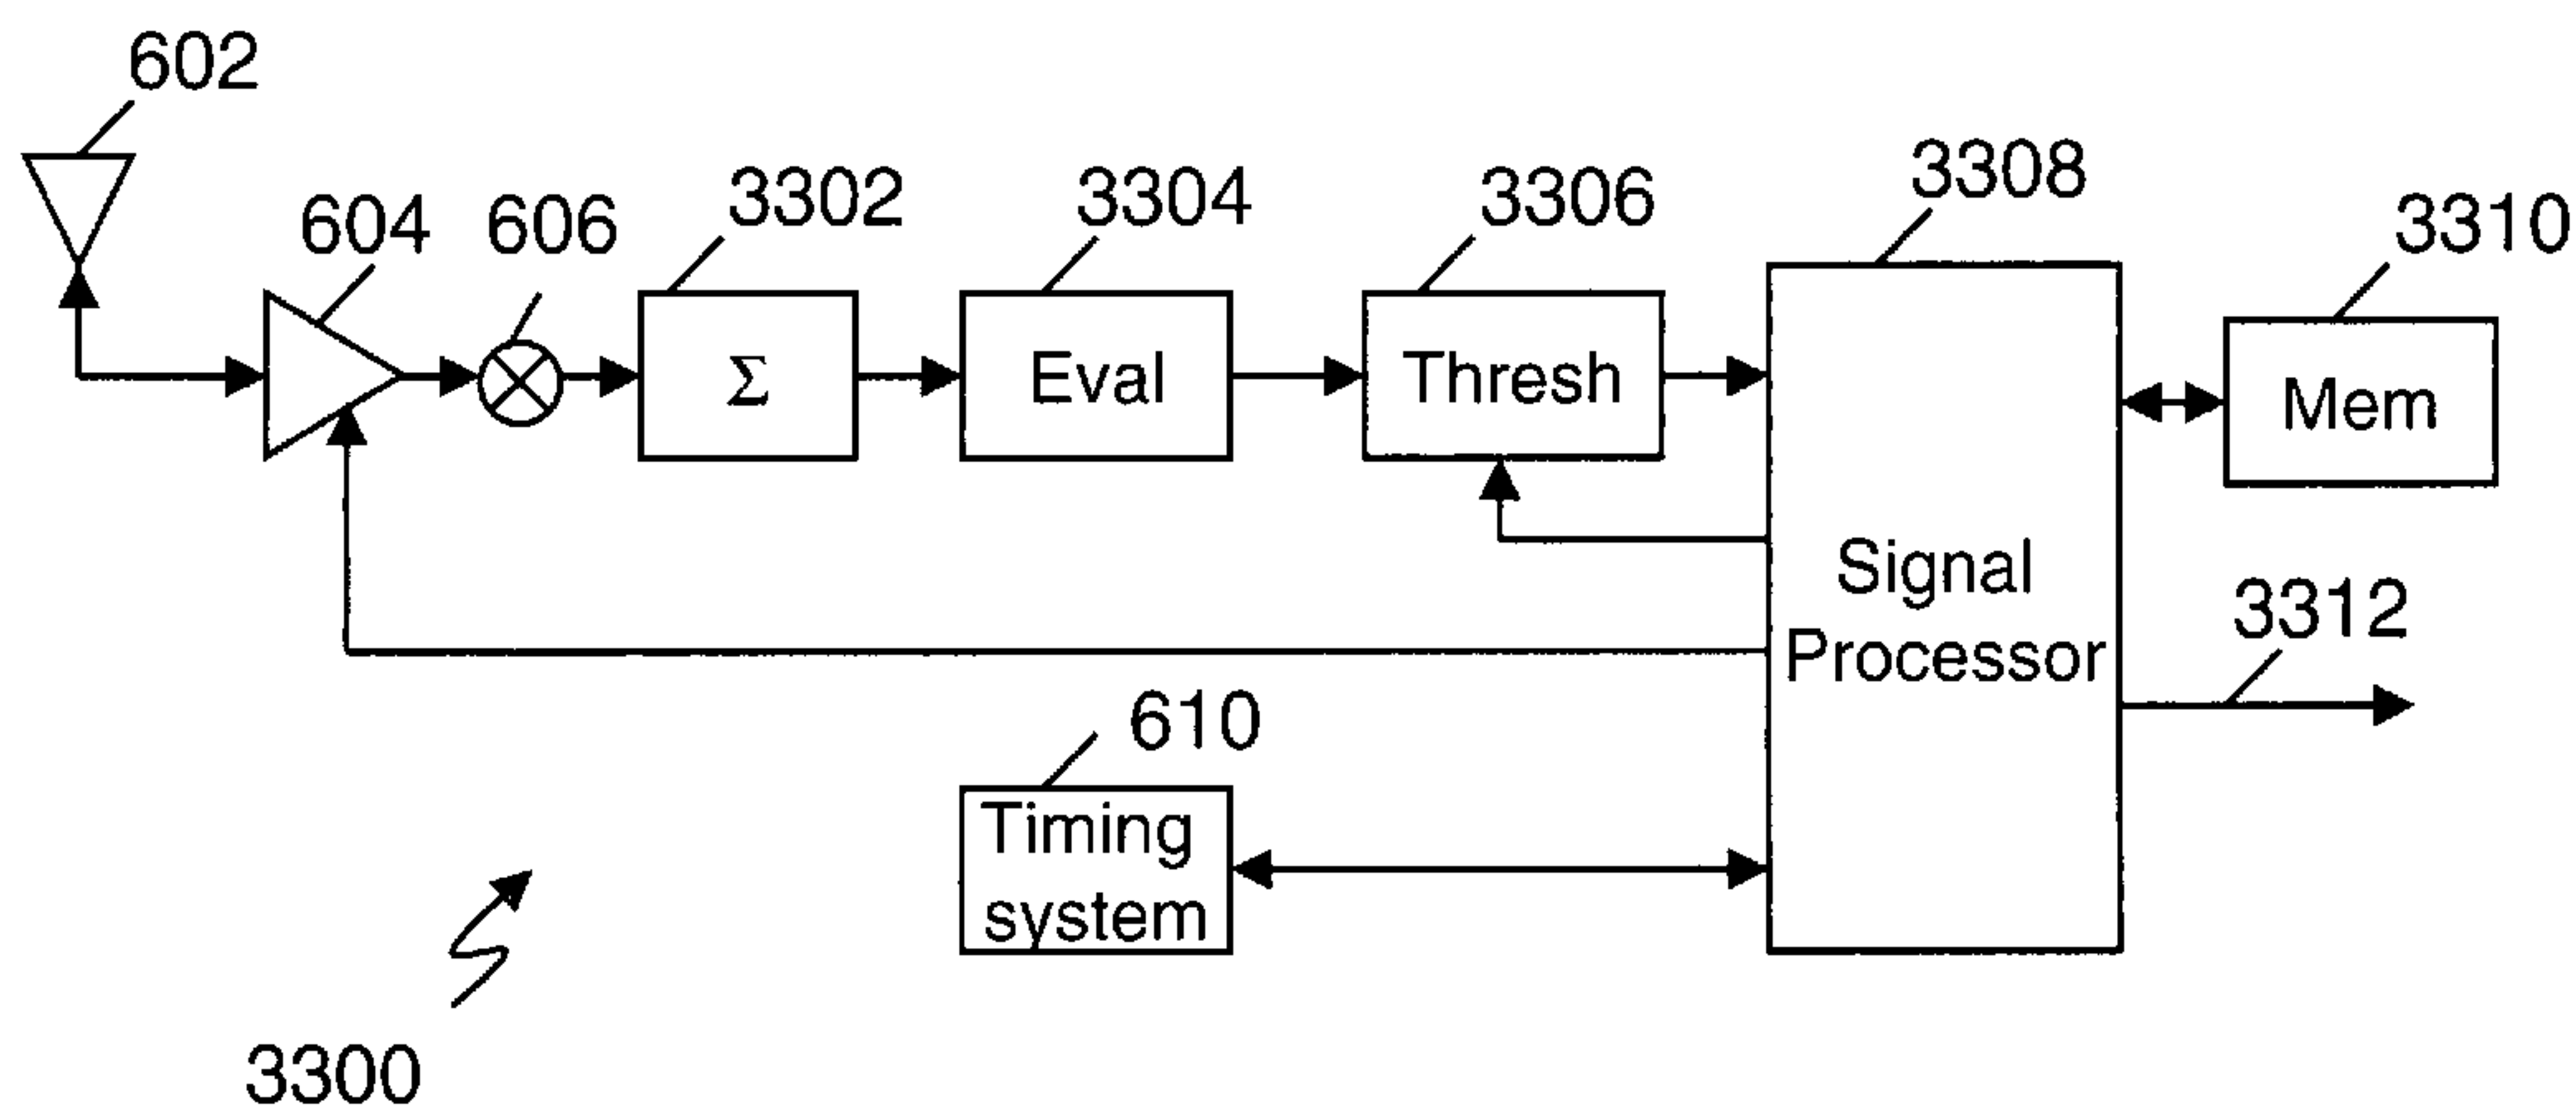 602
604
606
3302
3304
3306
3308
3310
Σ
Eval
Thresh
Mem
Signal
Processor
3312
610
Timing
system
3300